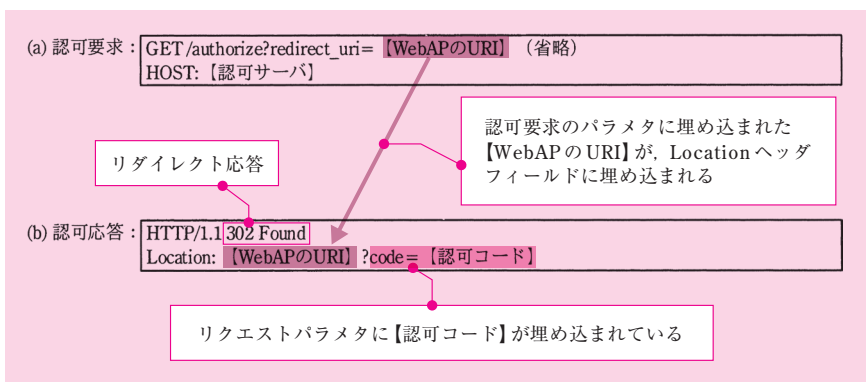 (a) 認可要求：GET /authorize?redirect_uri= 【WebAPのURI】 （省略）
HOST:【認可サーバ】
認可要求のパラメタに埋め込まれた
【WebAPのURI】が，Locationヘッダ
フィールドに埋め込まれる
リダイレクト応答
(b) 認可応答：HTTP/1.1 302 Found
Location: 【WebAPのURI】 ?code=【認可コード】
リクエストパラメタに【認可コード】が埋め込まれている